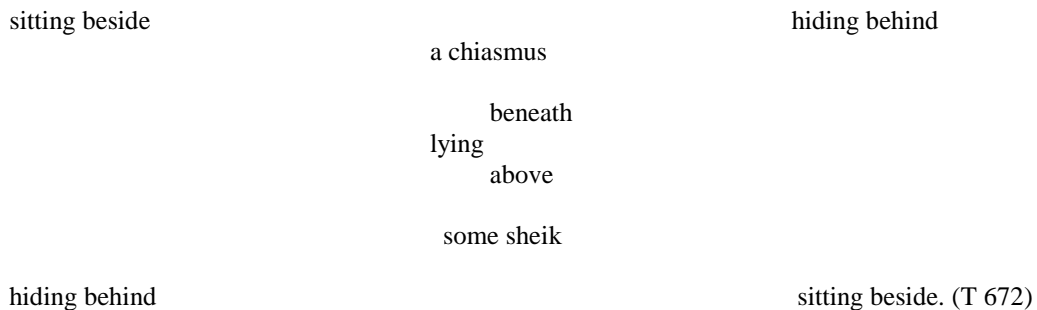 sitting beside hiding behind
a chiasmus
beneath
lying
above
some sheik
hiding behind sitting beside. (T 672)